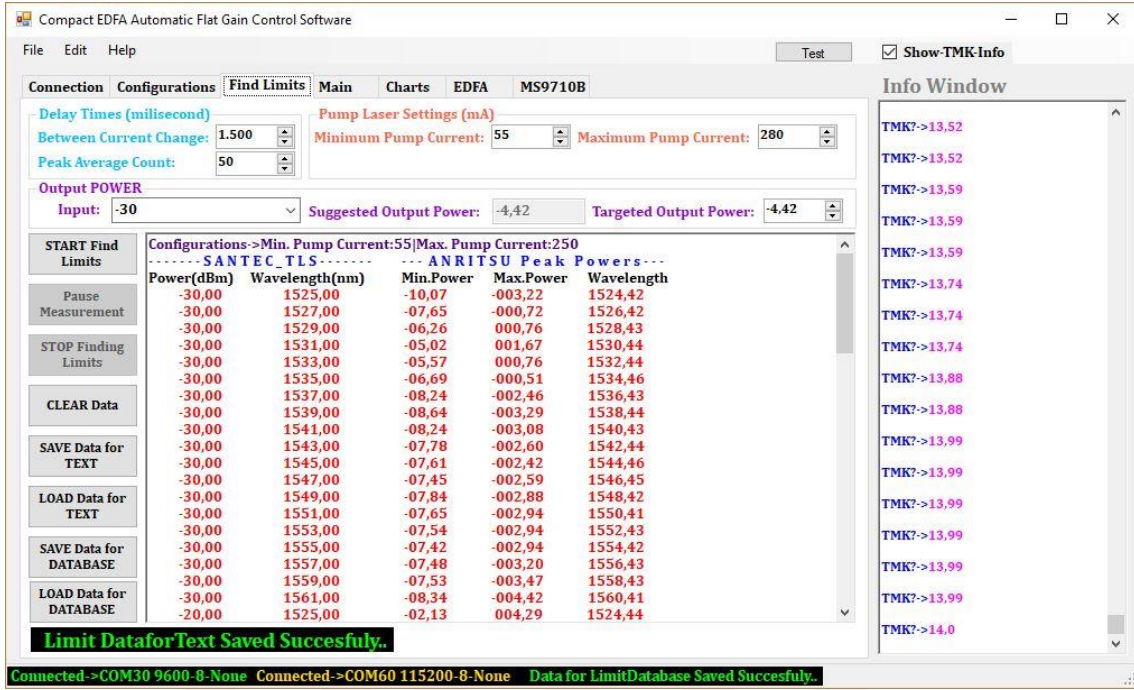 Compact EDFA Automatic Flat Gain Control Software
File Edit Help
Test
Show-TMK-Info
Connection Configurations Find Limits Main Charts EDFA MS9710B
Delay Times (milisecond)
Between Current Change: 1.500
Peak Average Count: 50
Pump Laser Settings (mA)
Minimum Pump Current: 55 Maximum Pump Current: 280
Output POWER
Input: -30 Suggested Output Power: -4,42 Targeted Output Power: -4,42
START Find
Limits
Pause
Measurement
STOP Finding
Limits
CLEAR Data
SAVE Data for
TEXT
LOAD Data for
TEXT
SAVE Data for
DATABASE
LOAD Data for
DATABASE
Configurations->Min. Pump Current:55|Max. Pump Current:250
-------SANTEC_TLS------- --- ANRITSU Peak Powers---
Power(dBm) Wavelength(nm) Min.Power Max.Power Wavelength
-30,00 1525,00 -10,07 -003,22 1524,42
-30,00 1527,00 -07,65 -000,72 1526,42
-30,00 1529,00 -06,26 000,76 1528,43
-30,00 1531,00 -05,02 001,67 1530,44
-30,00 1533,00 -05,57 000,76 1532,44
-30,00 1535,00 -06,69 -000,51 1534,46
-30,00 1537,00 -08,24 -002,46 1536,43
-30,00 1539,00 -08,64 -003,29 1538,44
-30,00 1541,00 -08,24 -003,08 1540,43
-30,00 1543,00 -07,78 -002,60 1542,44
-30,00 1545,00 -07,61 -002,42 1544,46
-30,00 1547,00 -07,45 -002,59 1546,45
-30,00 1549,00 -07,84 -002,88 1548,42
-30,00 1551,00 -07,65 -002,94 1550,41
-30,00 1553,00 -07,54 -002,94 1552,43
-30,00 1555,00 -07,42 -002,94 1554,42
-30,00 1557,00 -07,48 -003,20 1556,43
-30,00 1559,00 -07,53 -003,47 1558,43
-30,00 1561,00 -08,34 -004,42 1560,41
-20,00 1525,00 -02,13 004,29 1524,44
Limit DataforText Saved Succesfuly..
Info Window
TMK?->13,52
TMK?->13,52
TMK?->13,59
TMK?->13,59
TMK?->13,59
TMK?->13,74
TMK?->13,74
TMK?->13,74
TMK?->13,88
TMK?->13,88
TMK?->13,99
TMK?->13,99
TMK?->13,99
TMK?->13,99
TMK?->13,99
TMK?->13,99
TMK?->14,0
Connected->COM30 9600-8-None Connected->COM60 115200-8-None Data for LimitDatabase Saved Succesfuly..